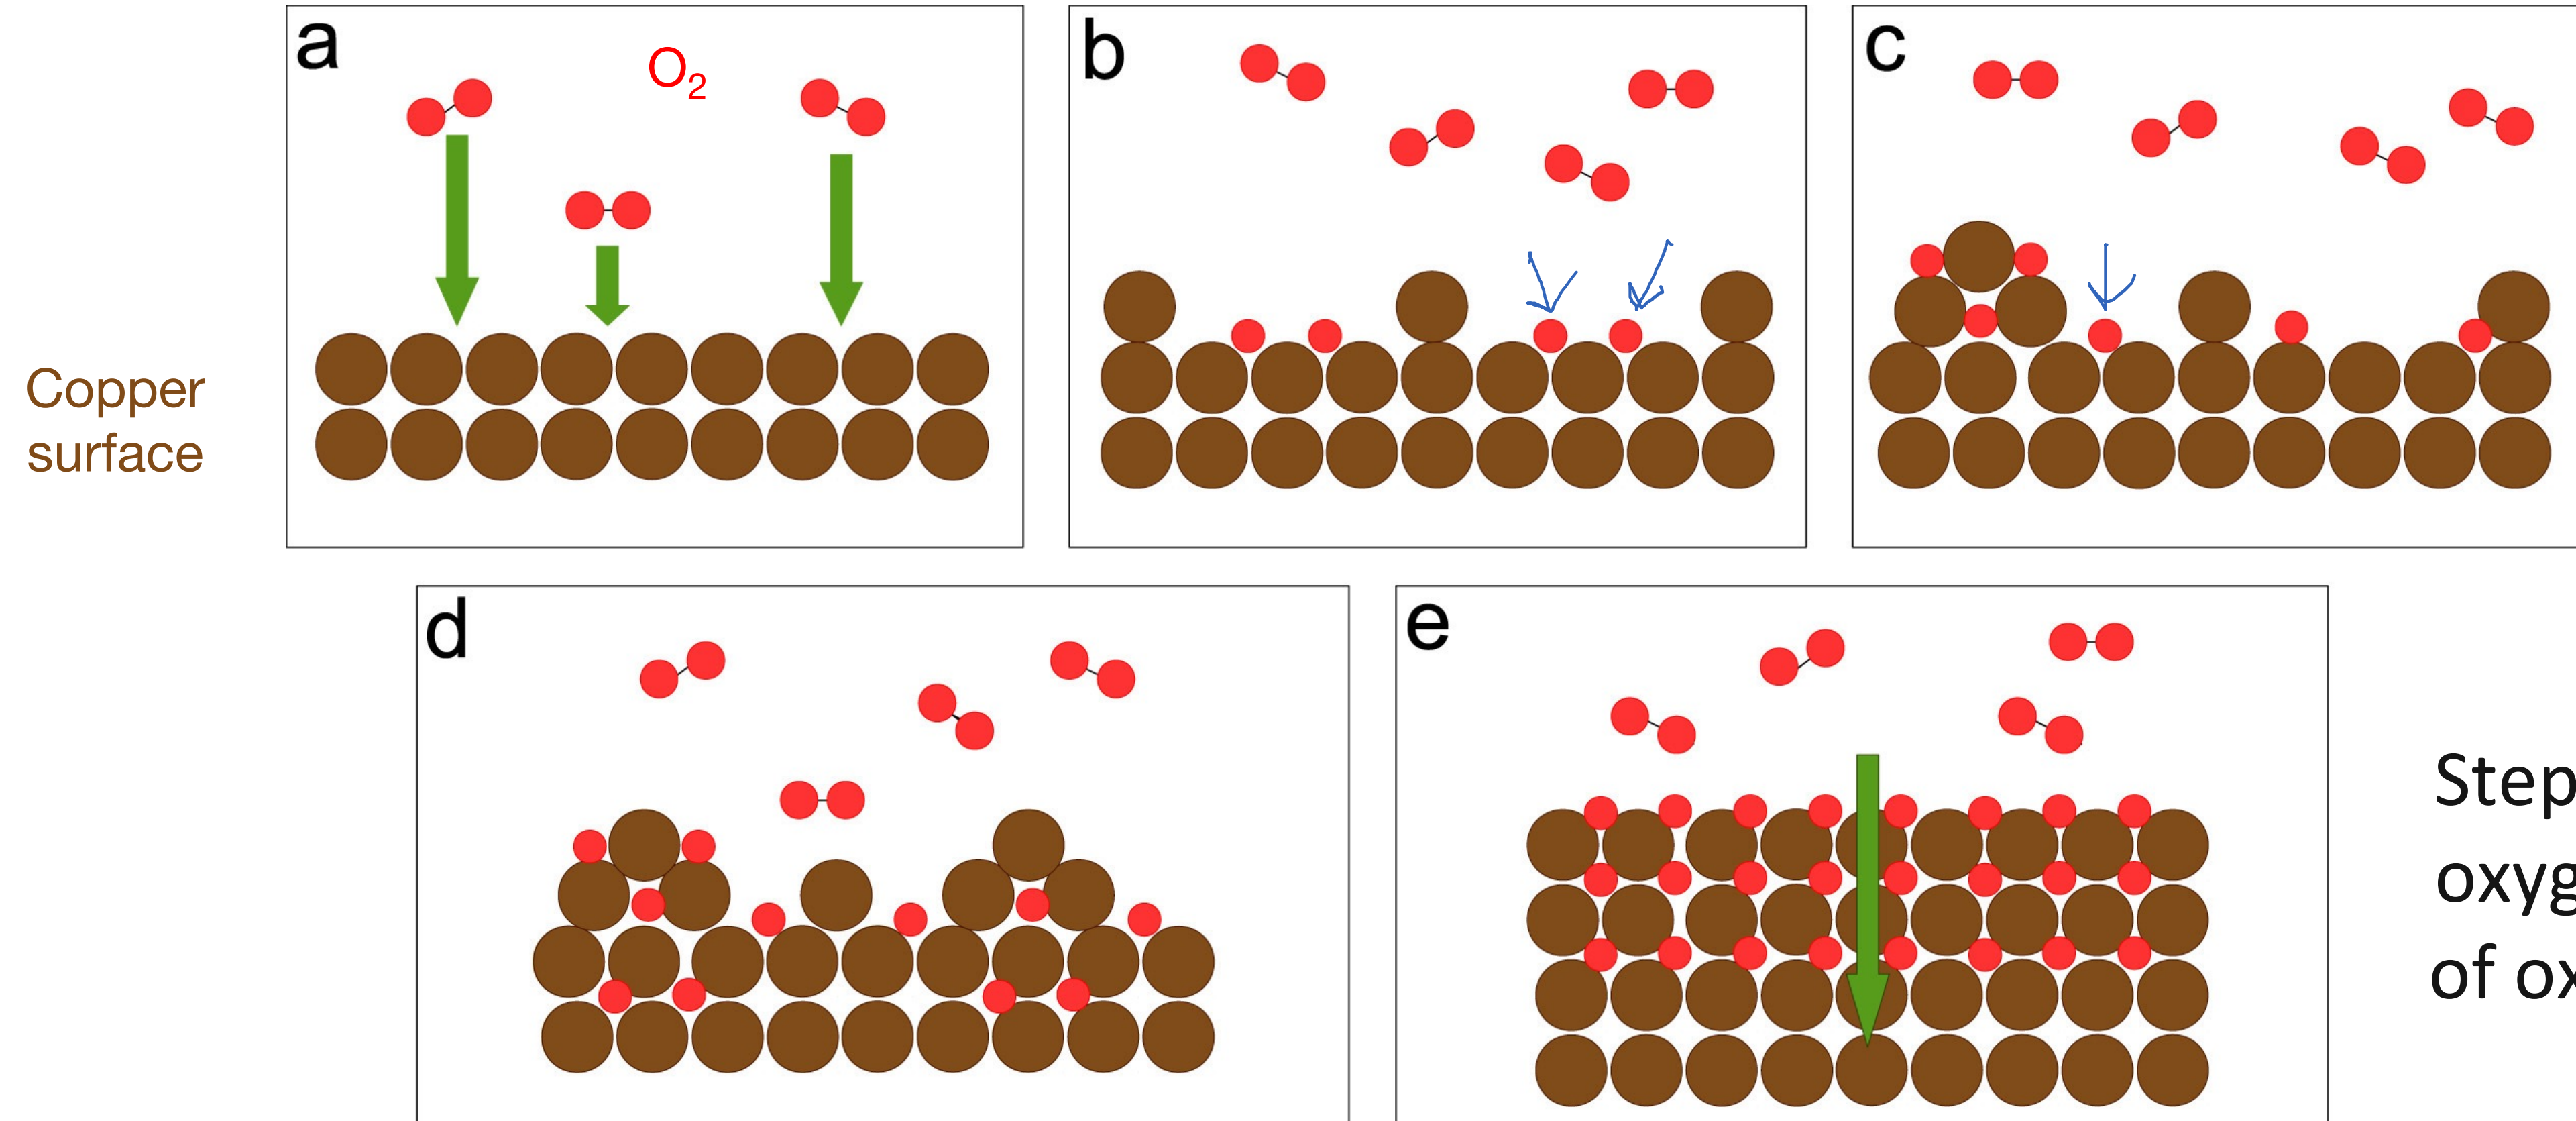 a
O₂
b
c
Copper
surface
d
e
Step
oxyg
of ox